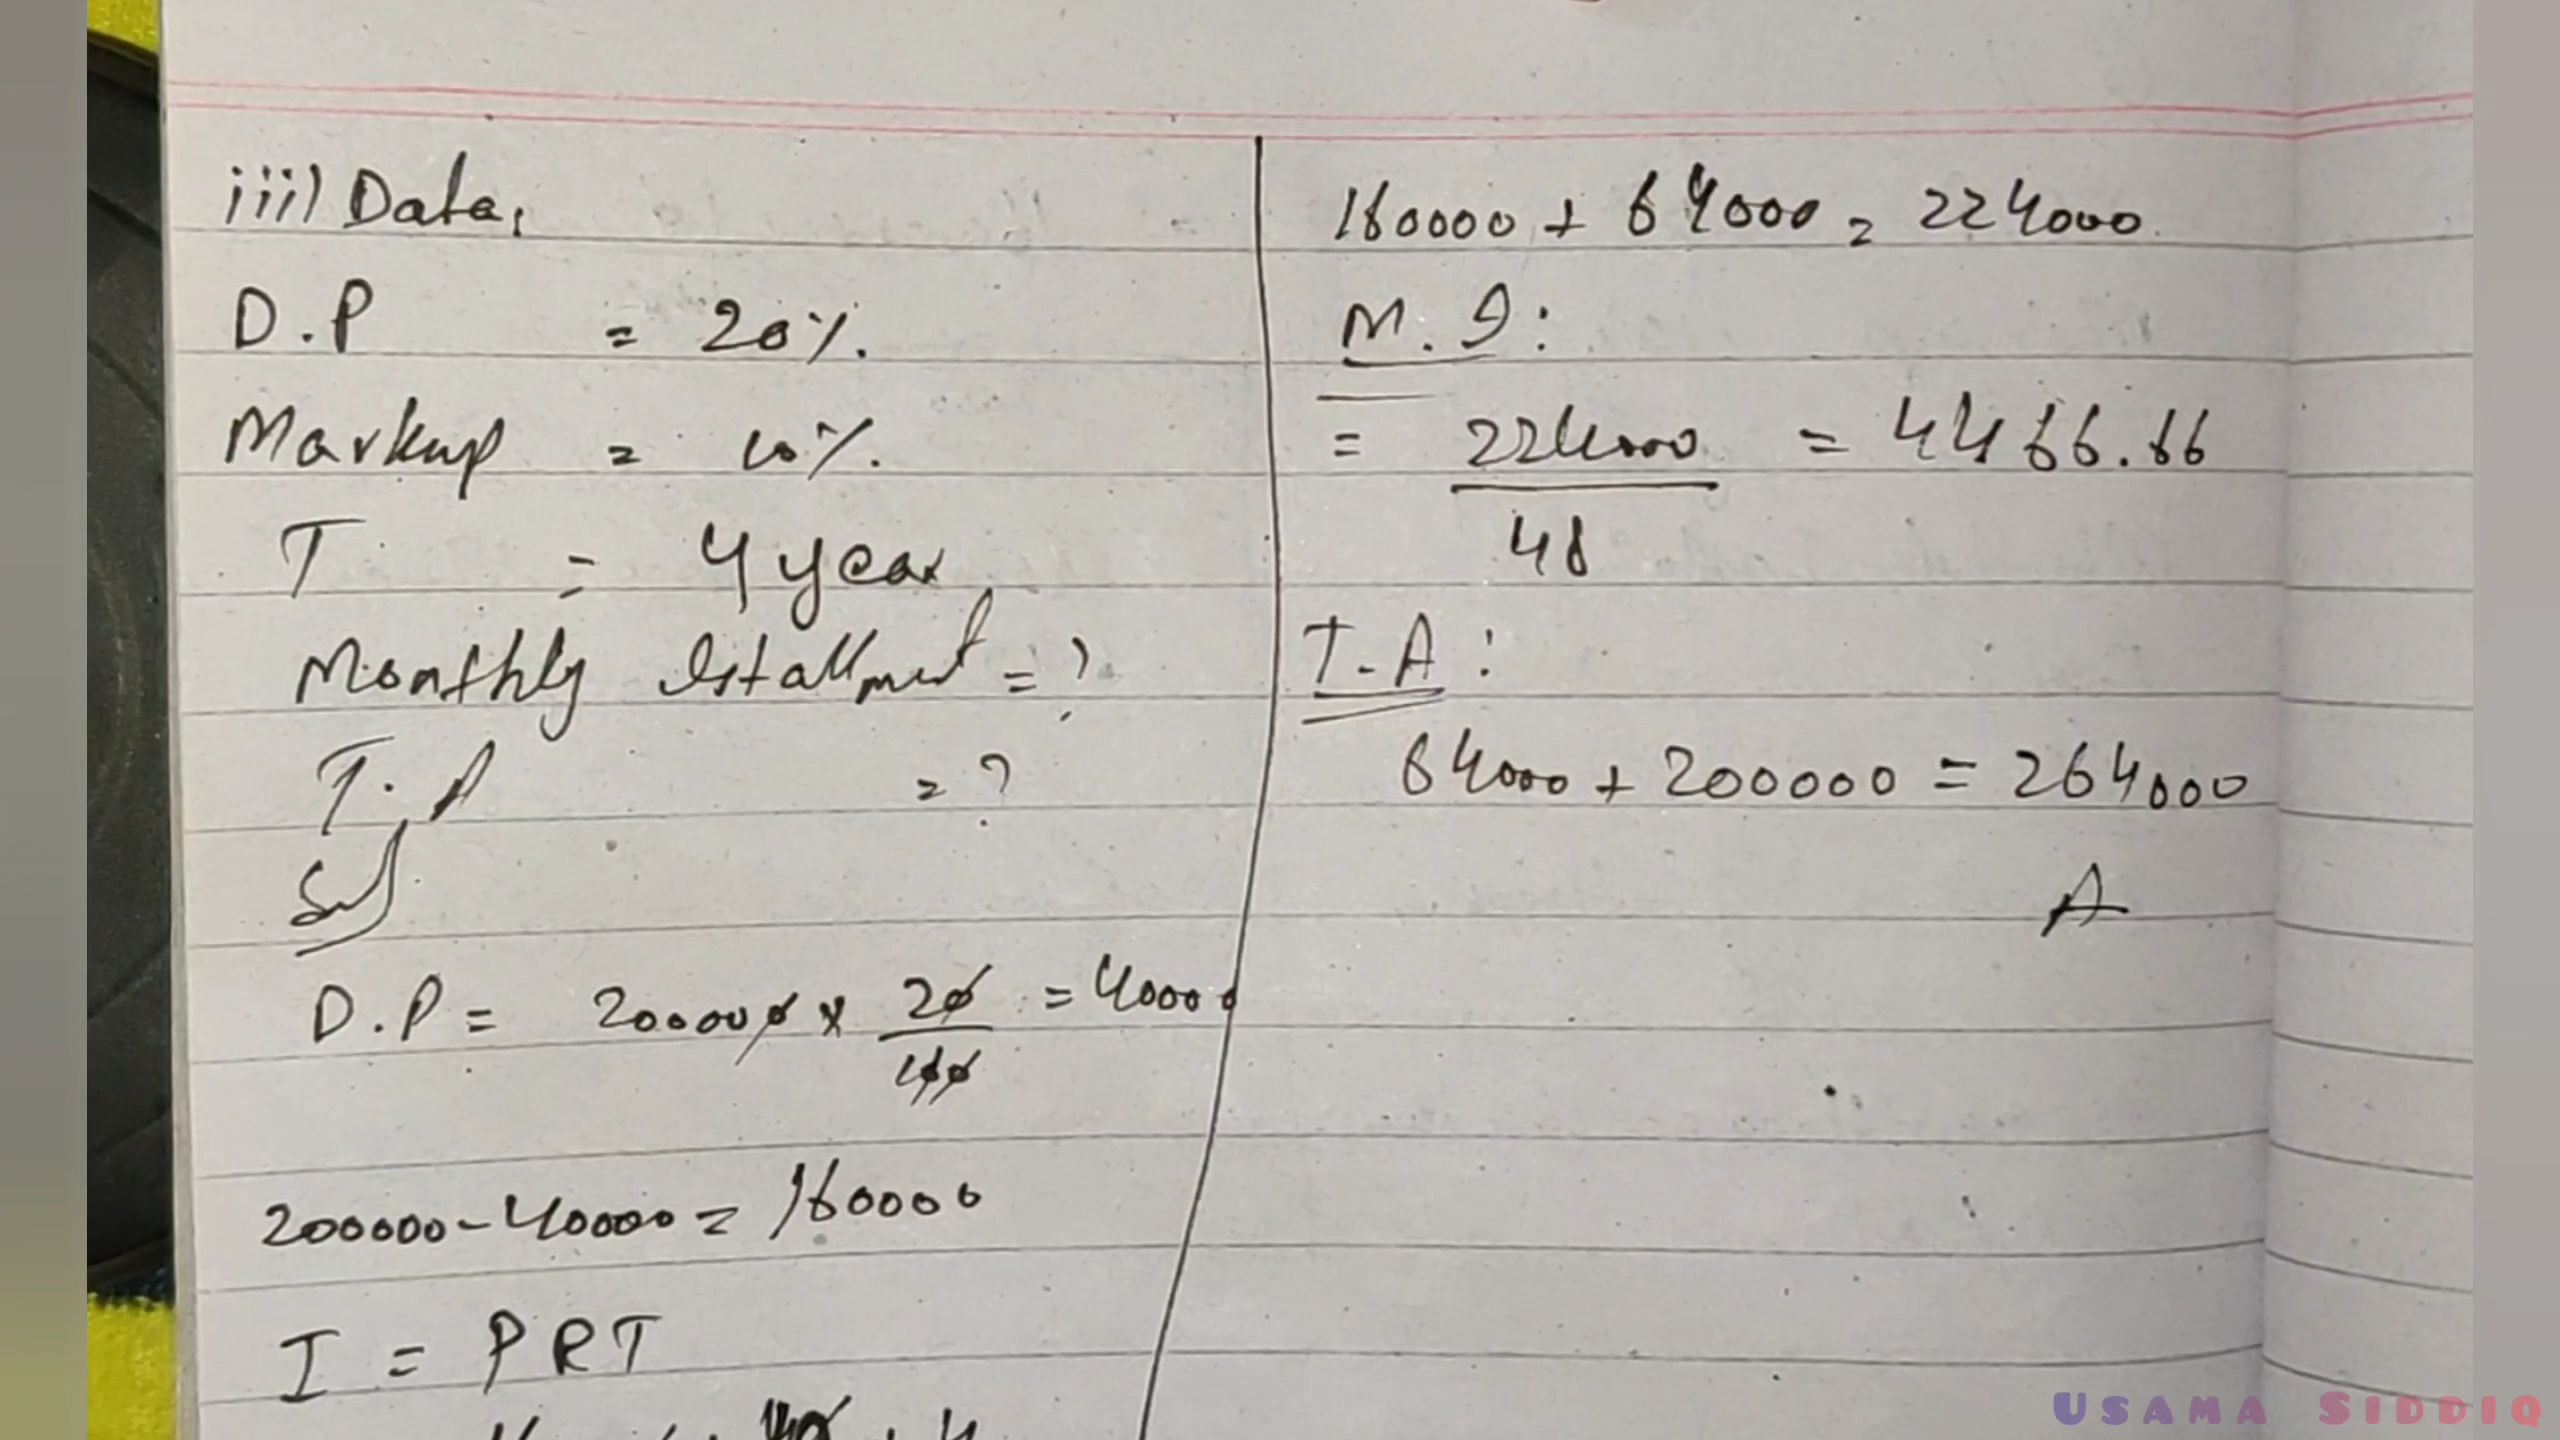 iii) Data,
D.P = 20%.
Markup = 10%.
T = 4 year
Monthly Istallment = ?
T.A = ?
Sol
D.P = 200000 x 20/100 = 40000
200000 - 40000 = 160000
I = PRT
160000 + 64000 = 224000
M.I:
= 224000/48 = 4466.66
T.A:
64000 + 200000 = 264000
A
USAMA SIDDIQ